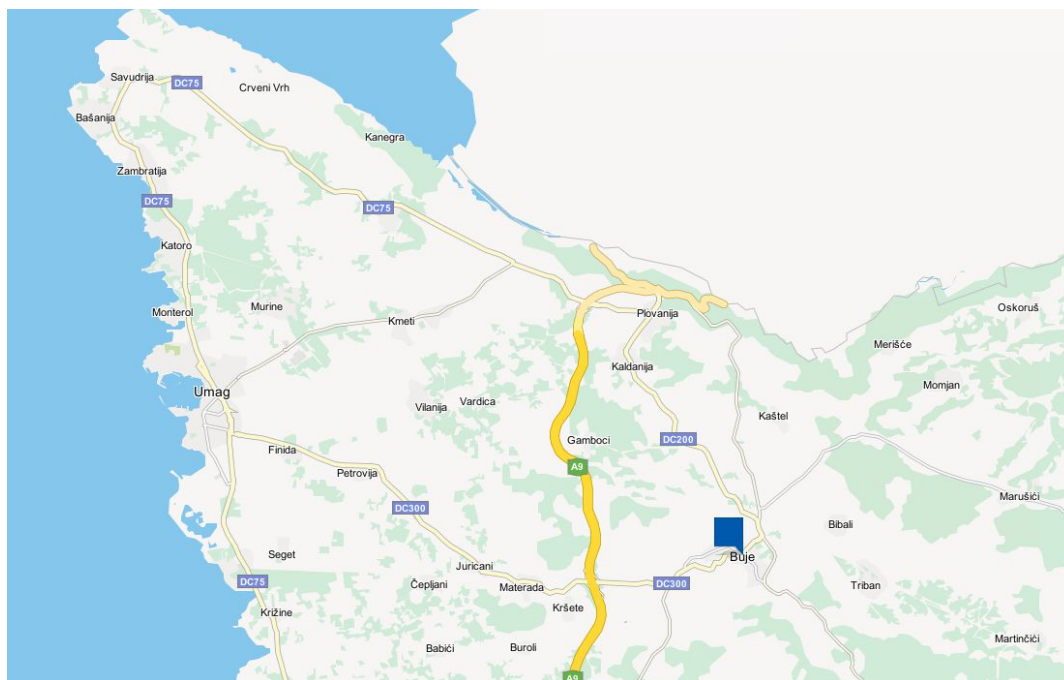 Savudrija
DC75
Crveni Vrh
Bašanija
Kanegra
Zambratija
DC75
DC75
Katoro
Murine
Monterol
Kmeti
Plovanija
Oskoruš
Merišće
Kaldanija
Momjan
Umag
Vilanija
Vardica
Kaštel
Finida
Gamboci
DC200
Petrovija
A9
Marušići
DC300
Bibali
Seget
Juricani
Buje
DC75
Čepljani
Materada
DC300
Triban
Križine
Kršete
Babići
Buroli
Martinčići
A9